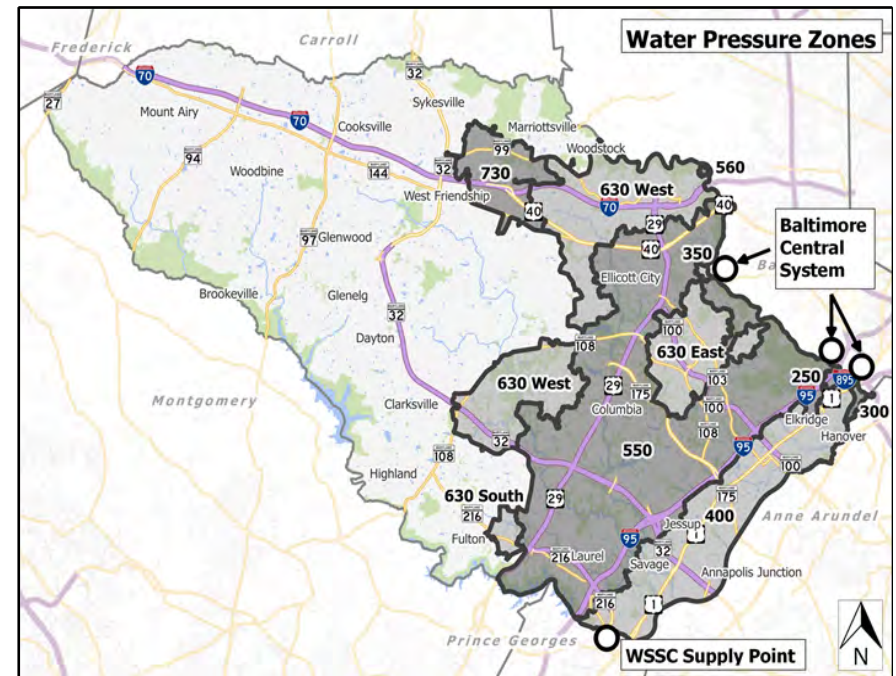 Water Pressure Zones
Frederick
Carroll
70
32
27
Mount Airy
Sykesville
70
Cooksville
Marriottsville
99
Woodstock
94
Woodbine
144
32
730
560
630 West
West Friendship
70
40
29
40
Baltimore
Central
System
97
Glenwood
40
350
Ellicott City
Brookeville
Glenelg
32
100
Dayton
108
630 East
630 West
29
175
103
250
895
95
1
Montgomery
Columbia
100
Elkridge
300
Clarksville
108
Hanover
32
550
95
100
108
Highland
175
630 South
29
400
Anne Arundel
216
Jessup
1
Fulton
95
32
216
Laurel
Savage
Annapolis Junction
216
1
Prince Georges
WSSC Supply Point
N